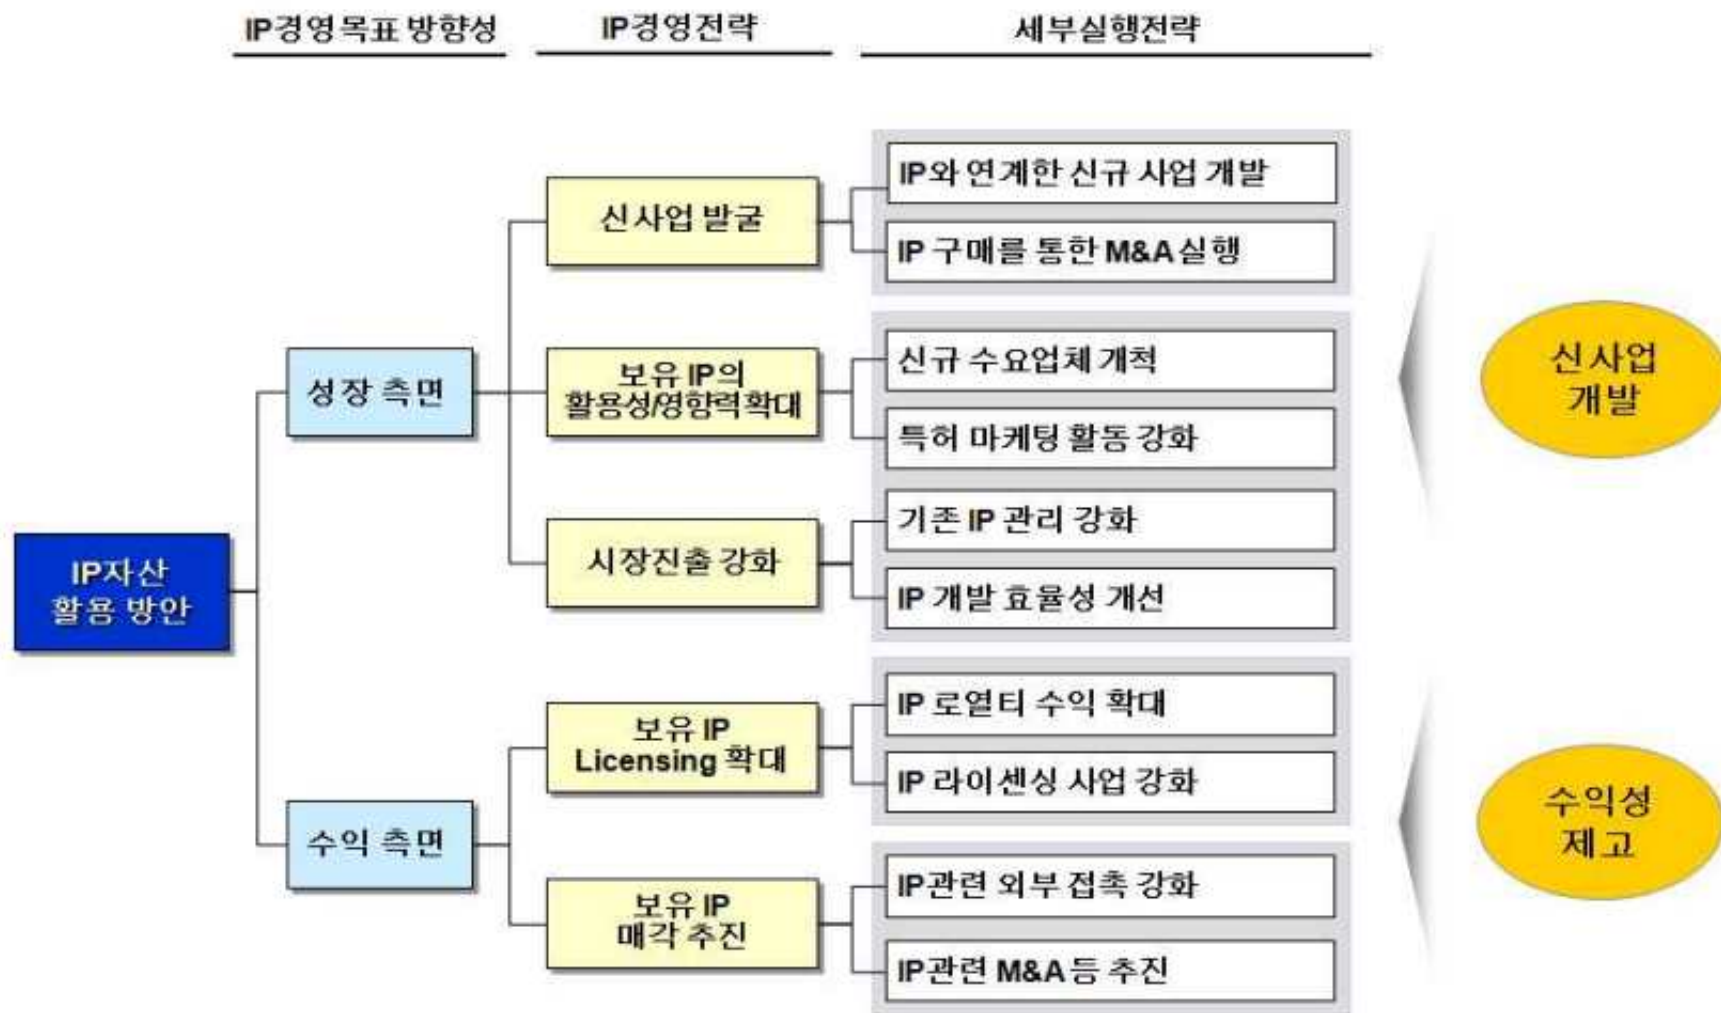 IP경영목표 방향성
IP경영전략
세부실행전략
IP자산
활용 방안
성장 측면
신사업 발굴
IP와 연계한 신규 사업 개발
IP 구매를 통한 M&A 실행
보유 IP의
활용성/영향력확대
신규 수요업체 개척
특허 마케팅 활동 강화
시장진출 강화
기존 IP 관리 강화
IP 개발 효율성 개선
신사업
개발
수익 측면
보유 IP
Licensing 확대
IP 로열티 수익 확대
IP 라이센싱 사업 강화
보유 IP
매각 추진
IP관련 외부 접촉 강화
IP관련 M&A 등 추진
수익성
제고